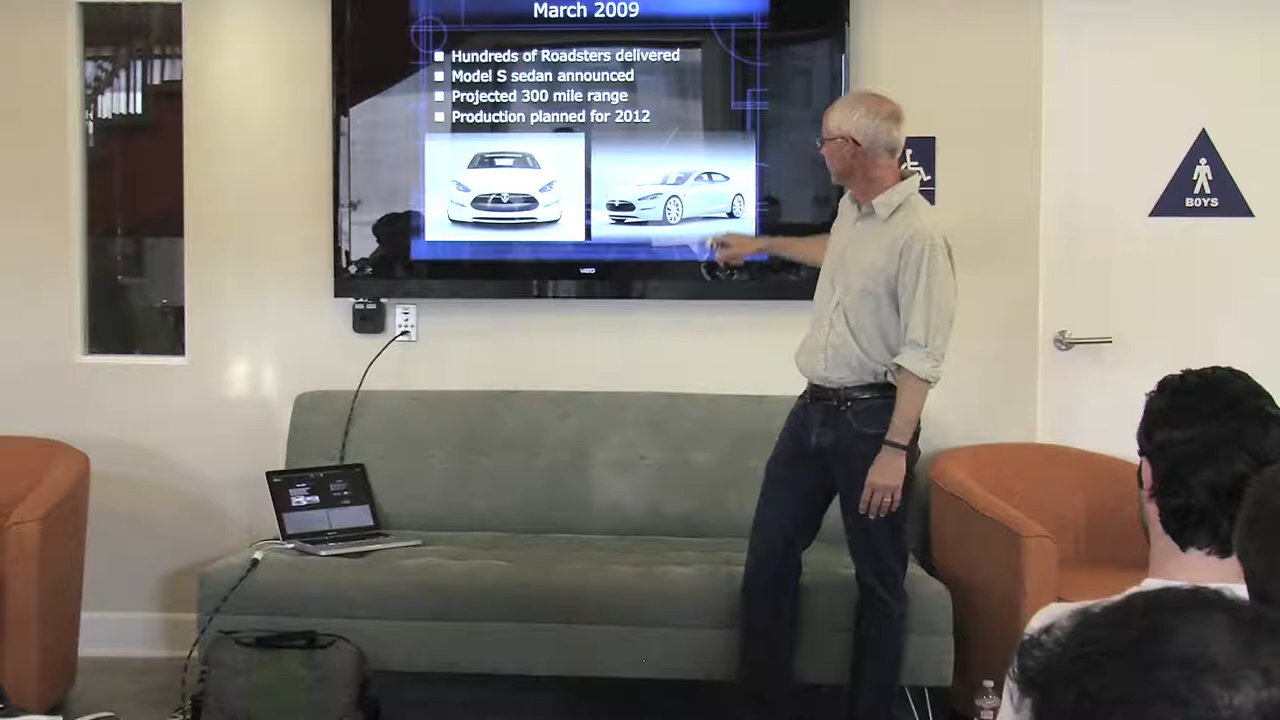 March 2009
Hundreds of Roadsters delivered
Model S sedan announced
Projected 300 mile range
Production planned for 2012
VIZIO
BOYS